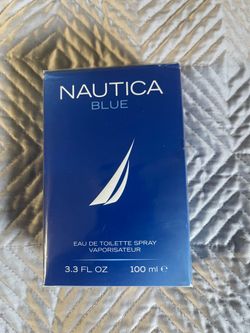 NAUTICA
BLUE
EAU DE TOILETTE SPRAY
VAPORISATEUR
3.3 FL OZ 100 ml ℮